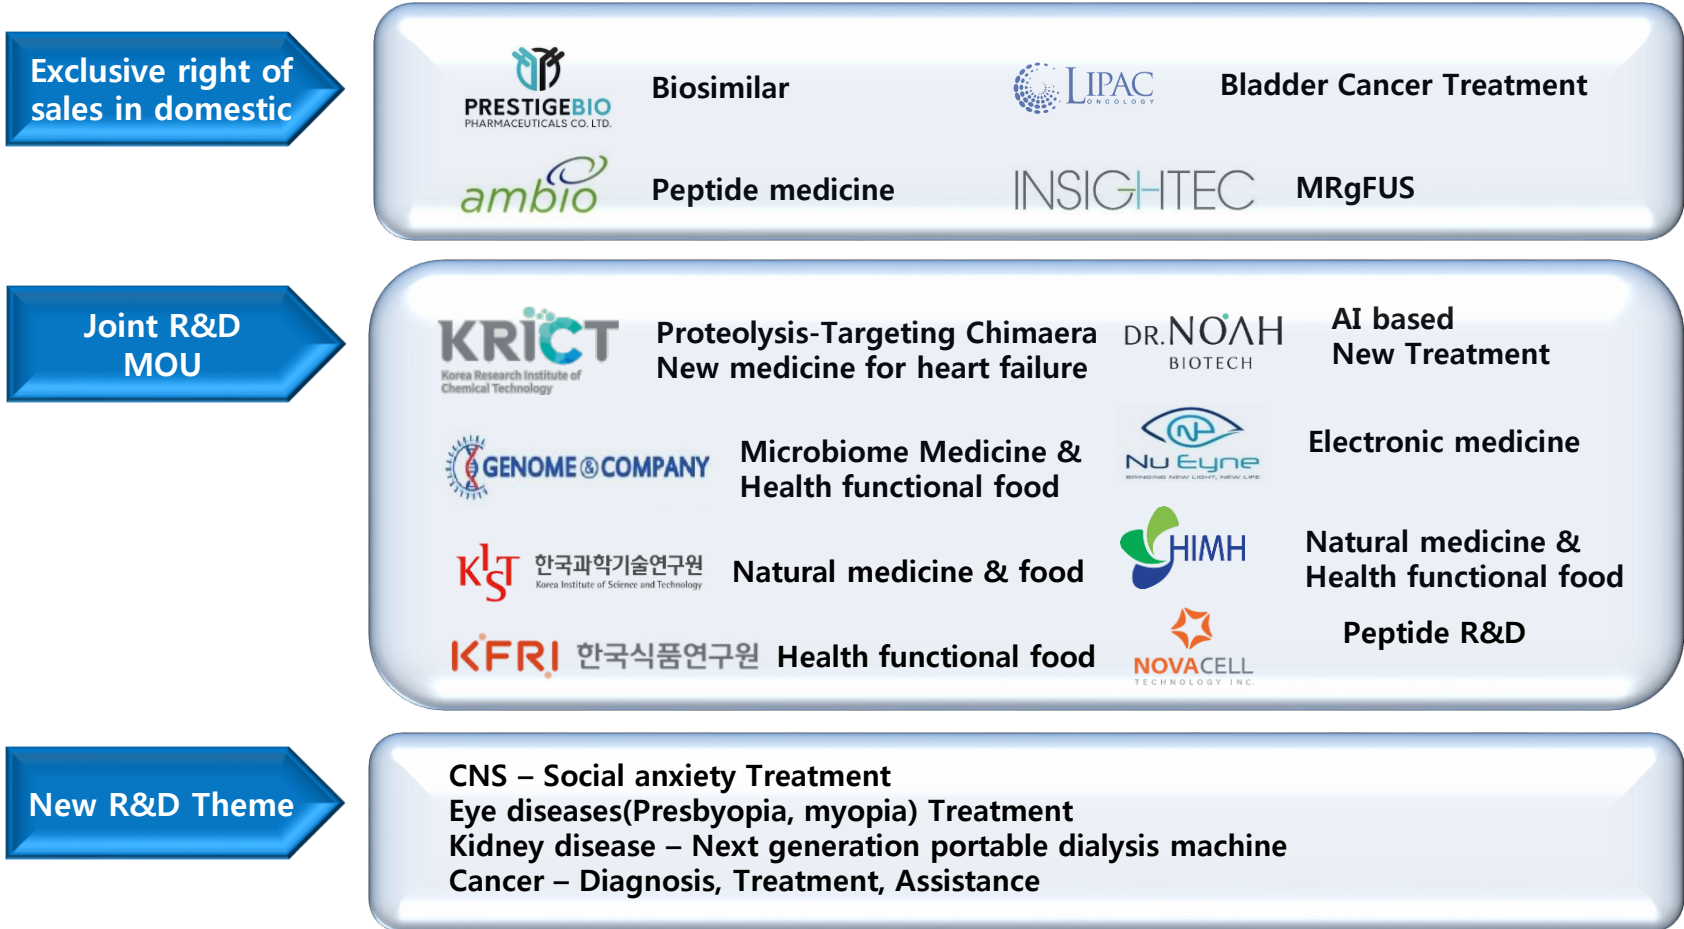 Exclusive right of
sales in domestic
PRESTIGEBIO
PHARMACEUTICALS CO. LTD.
Biosimilar
LIPAC
ONCOLOGY
Bladder Cancer Treatment
ambio
Peptide medicine
INSIGHTEC
MRgFUS
Joint R&D
MOU
KRICT
Korea Research Institute of
Chemical Technology
Proteolysis-Targeting Chimaera
New medicine for heart failure
DR.NOAH
BIOTECH
AI based
New Treatment
GENOME & COMPANY
Microbiome Medicine &
Health functional food
Nu Eyne
BRINGING NEW LIGHT, NEW LIFE
Electronic medicine
KIST
한국과학기술연구원
Korea Institute of Science and Technology
Natural medicine & food
HIMH
Natural medicine &
Health functional food
KFRI 한국식품연구원
Health functional food
NOVACELL
TECHNOLOGY INC.
Peptide R&D
New R&D Theme
CNS – Social anxiety Treatment
Eye diseases(Presbyopia, myopia) Treatment
Kidney disease – Next generation portable dialysis machine
Cancer – Diagnosis, Treatment, Assistance